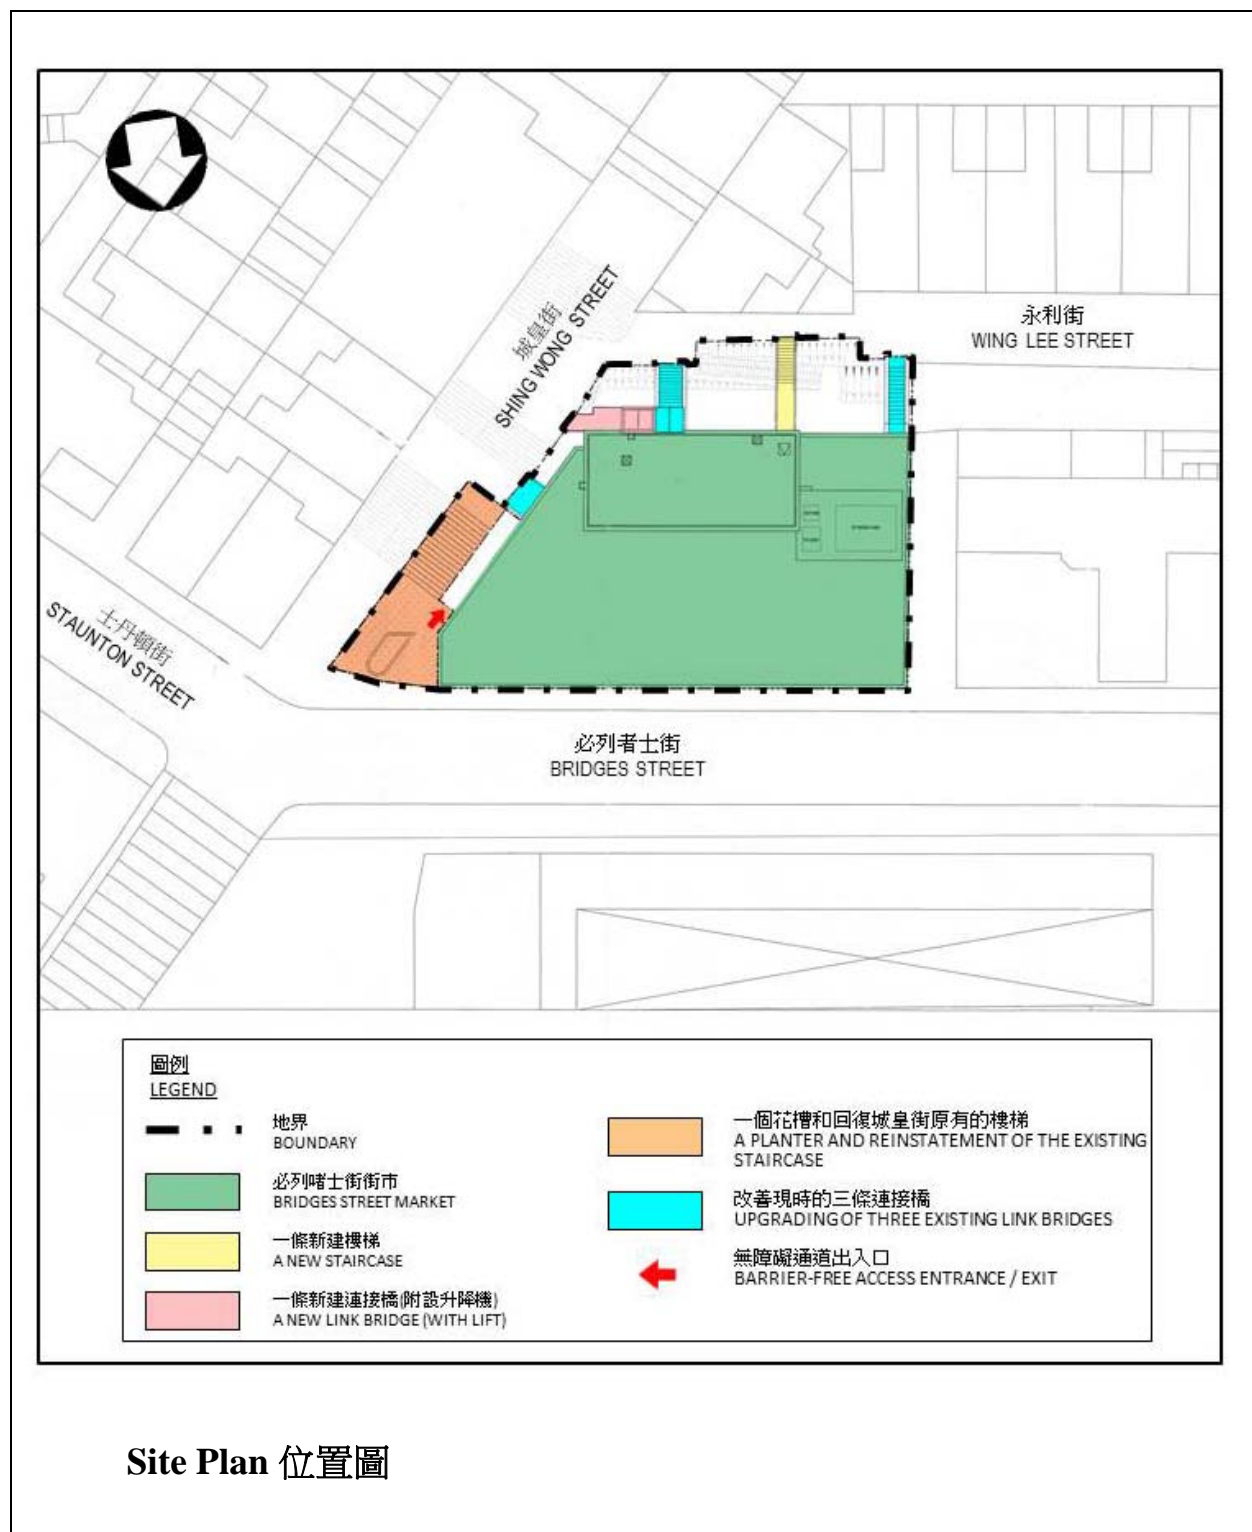 城皇街
SHING WONG STREET
永利街
WING LEE STREET
士丹頓街
STAUNTON STREET
必列者士街
BRIDGES STREET
圖例
LEGEND
地界
BOUNDARY
必列啫士街街市
BRIDGES STREET MARKET
一條新建樓梯
A NEW STAIRCASE
一條新建連接橋(附設升降機)
A NEW LINK BRIDGE (WITH LIFT)
一個花槽和回復城皇街原有的樓梯
A PLANTER AND REINSTATEMENT OF THE EXISTING
STAIRCASE
改善現時的三條連接橋
UPGRADING OF THREE EXISTING LINK BRIDGES
無障礙通道出入口
BARRIER-FREE ACCESS ENTRANCE / EXIT
Site Plan 位置圖